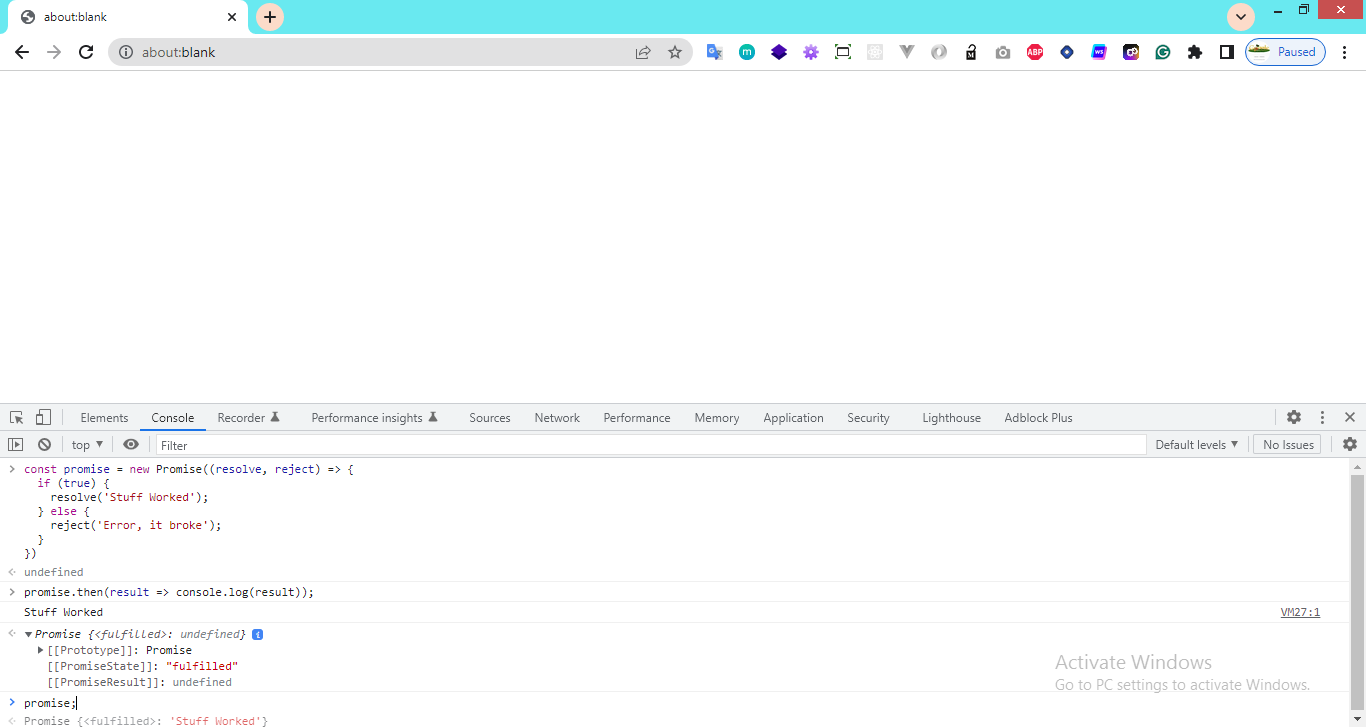 about:blank
about:blank
ABP
WS
Paused
Elements Console Recorder Performance insights Sources Network Performance Memory Application Security Lighthouse Adblock Plus
top Filter Default levels No Issues
const promise = new Promise((resolve, reject) => {
if (true) {
resolve('Stuff Worked');
} else {
reject('Error, it broke');
}
})
undefined
promise.then(result => console.log(result));
Stuff Worked VM27:1
Promise {<fulfilled>: undefined}
[[Prototype]]: Promise
[[PromiseState]]: "fulfilled"
[[PromiseResult]]: undefined
Activate Windows
Go to PC settings to activate Windows.
promise;
Promise {<fulfilled>: 'Stuff Worked'}